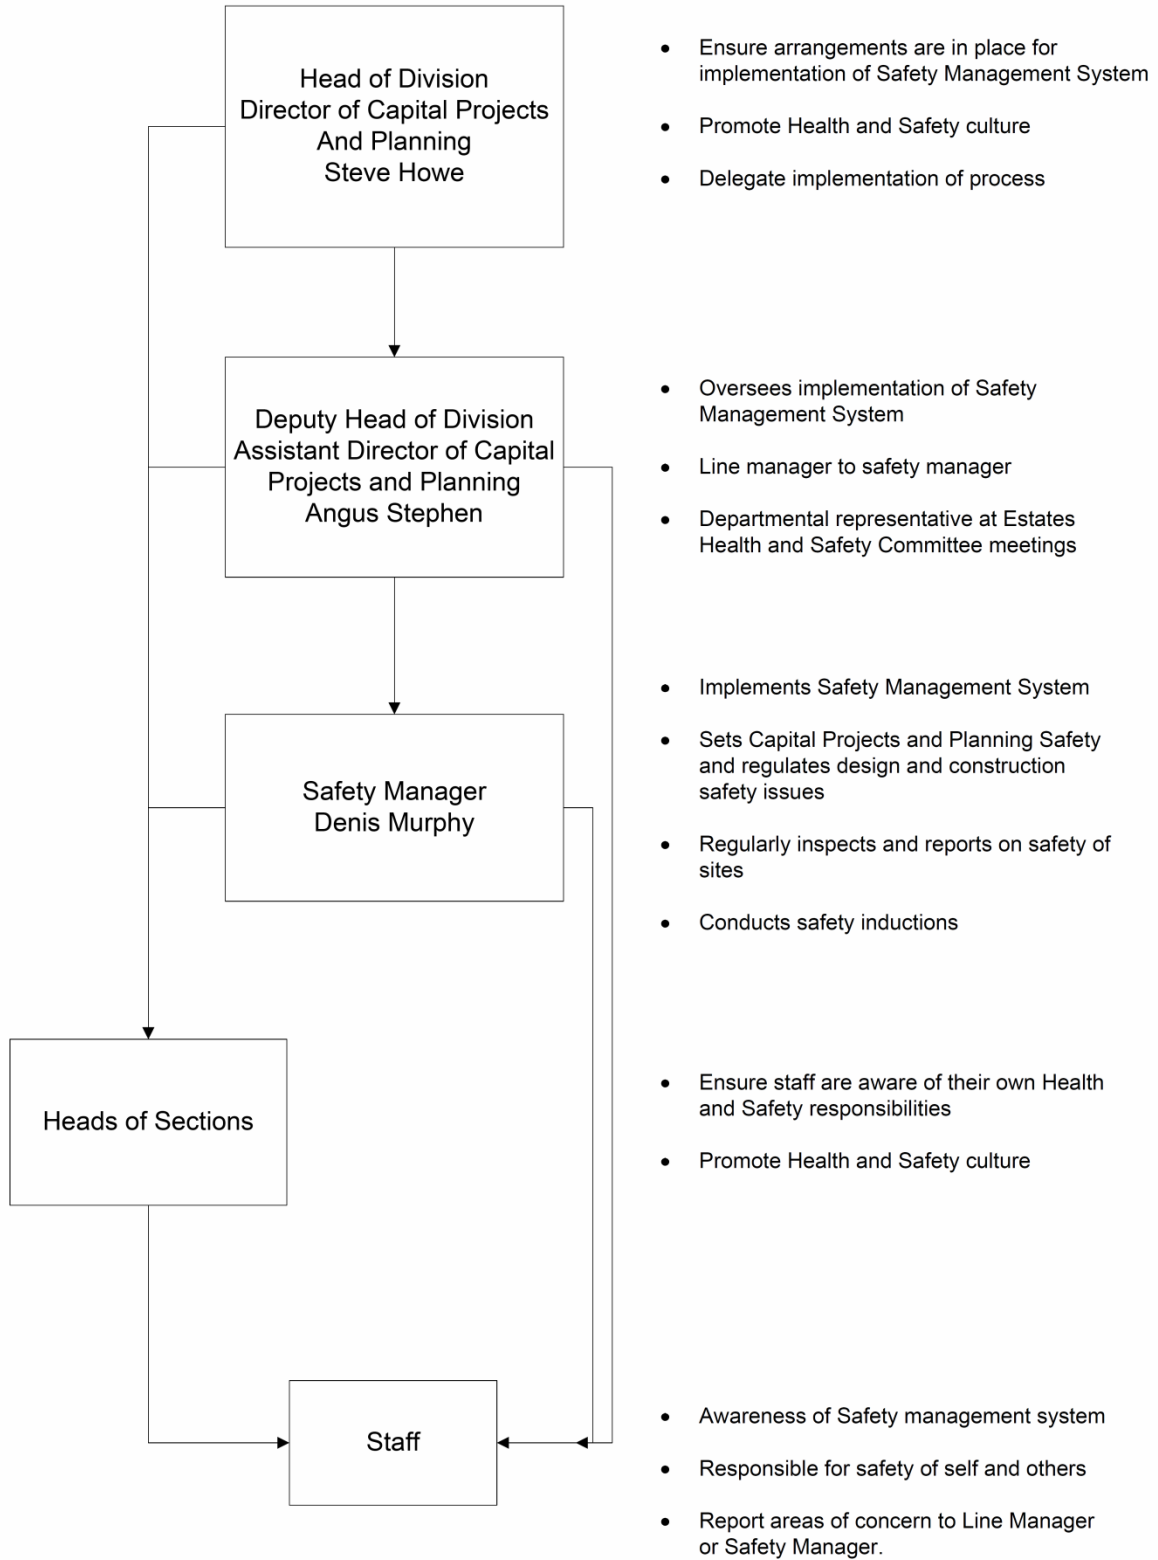 Head of Division
Director of Capital Projects
And Planning
Steve Howe
• Ensure arrangements are in place for
implementation of Safety Management System
• Promote Health and Safety culture
• Delegate implementation of process
Deputy Head of Division
Assistant Director of Capital
Projects and Planning
Angus Stephen
• Oversees implementation of Safety
Management System
• Line manager to safety manager
• Departmental representative at Estates
Health and Safety Committee meetings
Safety Manager
Denis Murphy
• Implements Safety Management System
• Sets Capital Projects and Planning Safety
and regulates design and construction
safety issues
• Regularly inspects and reports on safety of
sites
• Conducts safety inductions
Heads of Sections
• Ensure staff are aware of their own Health
and Safety responsibilities
• Promote Health and Safety culture
Staff
• Awareness of Safety management system
• Responsible for safety of self and others
• Report areas of concern to Line Manager
or Safety Manager.